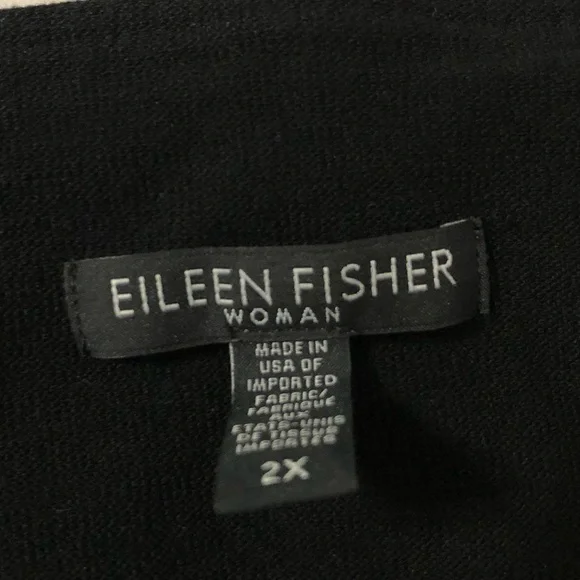 EILEEN FISHER
WOMAN
MADE IN
USA OF
IMPORTED
FABRIC/
FABRIQUE
AUX
ETATS-UNIS
DE TISSUS
IMPORTES
2X